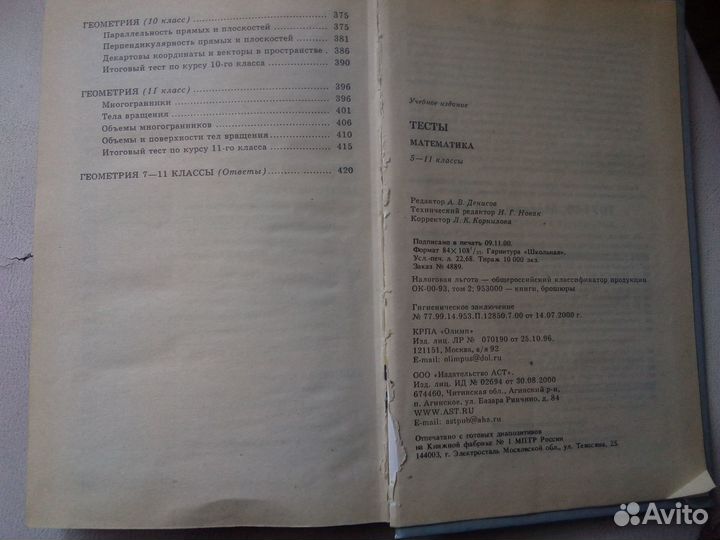 ГЕОМЕТРИЯ (10 класс) 375
Параллельность прямых и плоскостей 375
Перпендикулярность прямых и плоскостей 381
Декартовы координаты и векторы в пространстве 386
Итоговый тест по курсу 10-го класса 390
ГЕОМЕТРИЯ (11 класс) 396
Многогранники 396
Тела вращения 401
Объемы многогранников 406
Объемы и поверхности тел вращения 410
Итоговый тест по курсу 11-го класса 415
ГЕОМЕТРИЯ 7—11 КЛАССЫ (Ответы) 420
Учебное издание
ТЕСТЫ
МАТЕМАТИКА
5—11 классы
Редактор А. В. Денисов
Технический редактор Н. Г. Новак
Корректор Л. К. Корнилова
Подписано в печать 09.11.00.
Формат 84×108 1/32. Гарнитура «Школьная».
Усл.-печ. л. 22,68. Тираж 10 000 экз.
Заказ № 4889.
Налоговая льгота — общероссийский классификатор продукции
ОК-00-93, том 2; 953000 — книги, брошюры
Гигиеническое заключение
№ 77.99.14.953.П.12850.7.00 от 14.07.2000 г.
КРПА «Олимп»
Изд. лиц. ЛР № 070190 от 25.10.96.
121151, Москва, а/я 92
E-mail: olimpus@dol.ru
ООО «Издательство АСТ».
Изд. лиц. ИД № 02694 от 30.08.2000
674460, Читинская обл., Агинский р-н,
п. Агинское, ул. Базара Ринчино, д. 84
WWW.AST.RU
E-mail: astpub@aha.ru
Отпечатано с готовых диапозитивов
на Книжной фабрике № 1 МПТР России
144003, г. Электросталь Московской обл., ул. Тевосяна, 25.
Avito